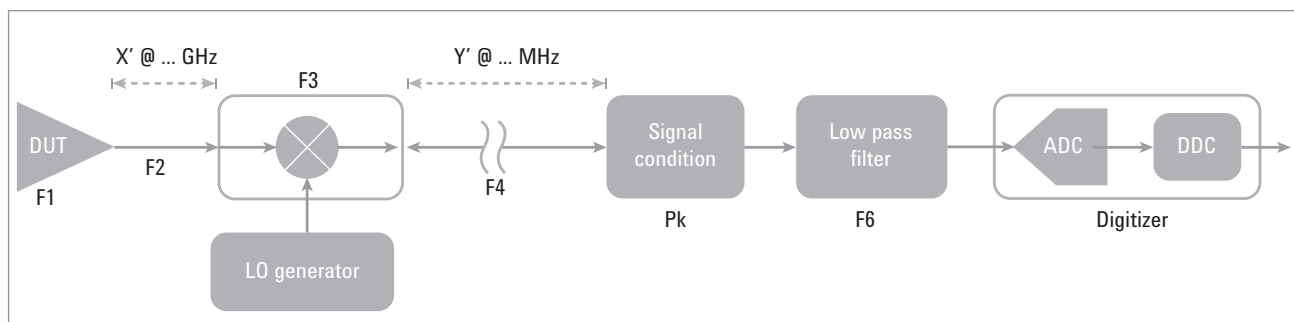 X' @ ... GHz
Y' @ ... MHz
F3
DUT
F1
F2
F4
Signal
condition
Pk
Low pass
filter
F6
ADC
DDC
Digitizer
LO generator